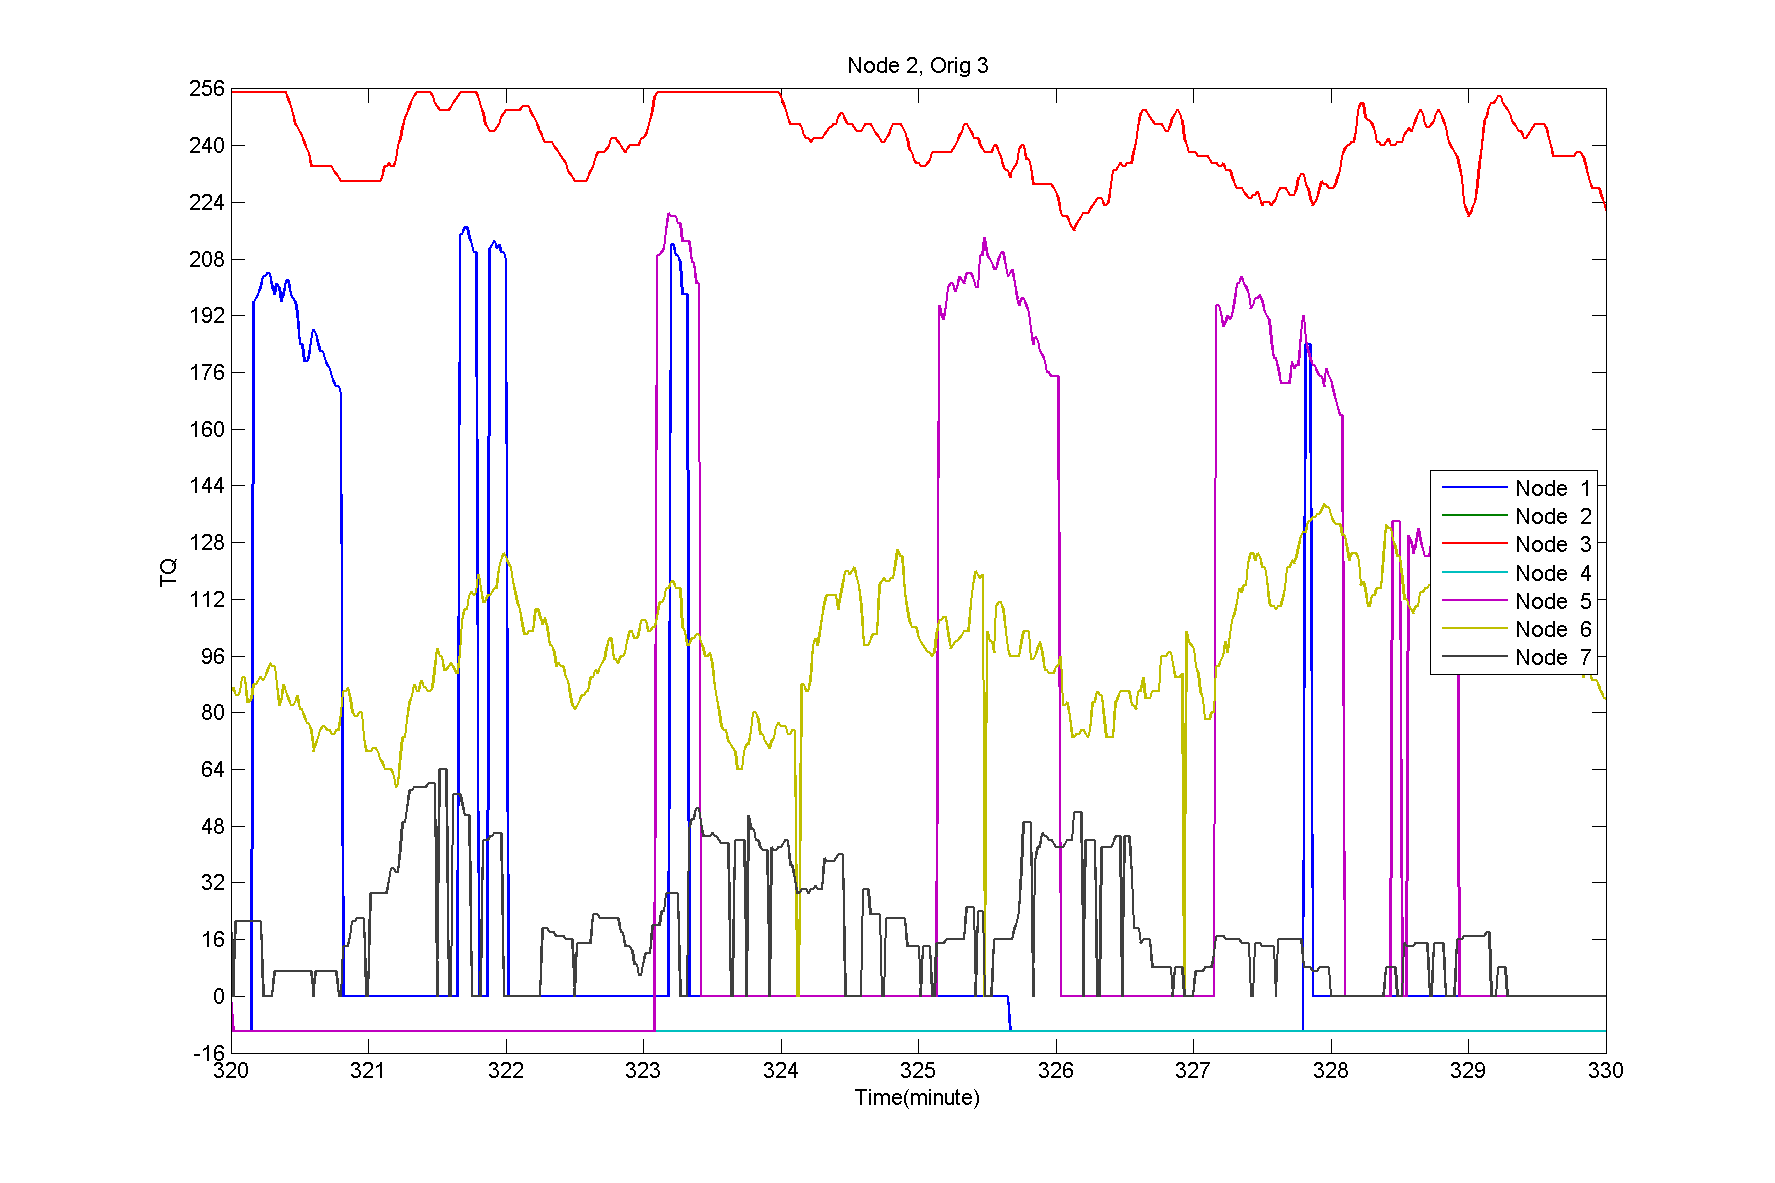 Node 2, Orig 3
256
240
224
208
192
176
160
144
128
112
96
80
64
48
32
16
0
-16
TQ
Node 1
Node 2
Node 3
Node 4
Node 5
Node 6
Node 7
320 321 322 323 324 325 326 327 328 329 330
Time(minute)